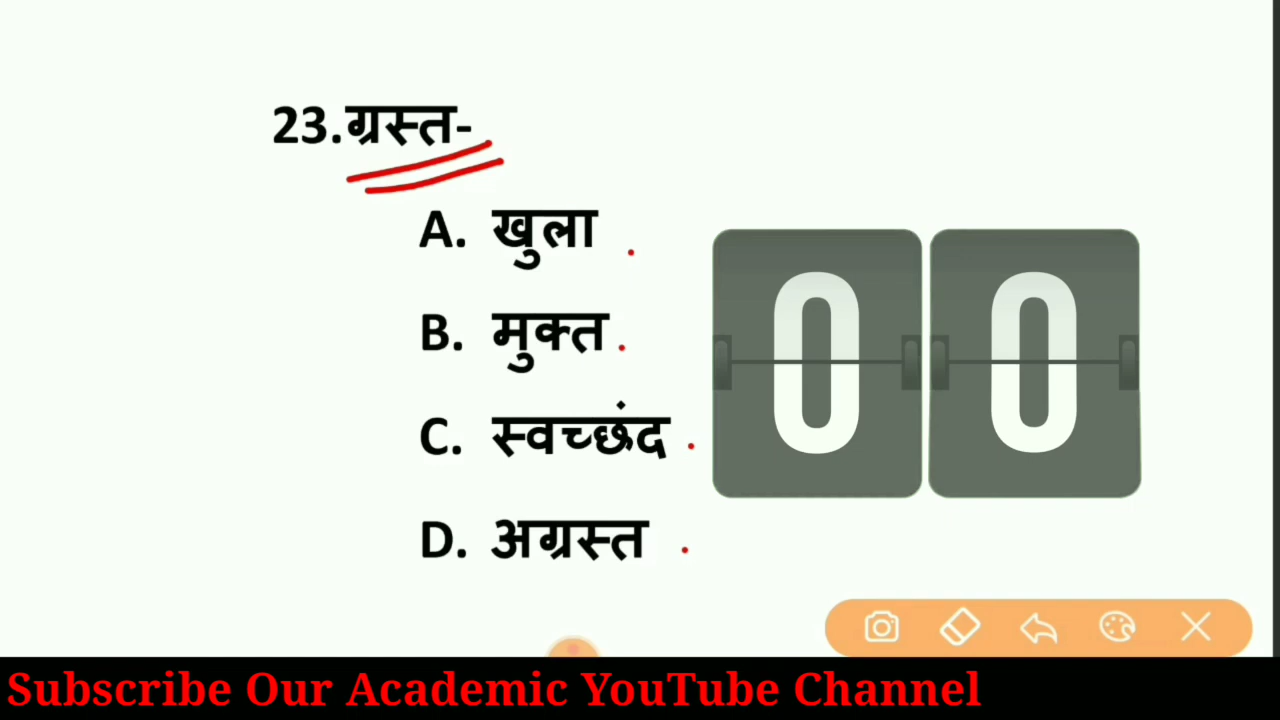 23.ग्रस्त-
A. खुला
B. मुक्त
C. स्वच्छंद
D. अग्रस्त
0 0
Subscribe Our Academic YouTube Channel